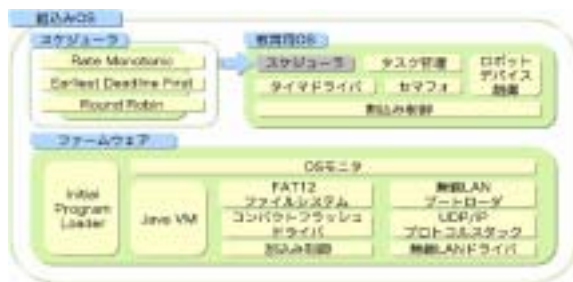 組込みOS
スケジューラ
Rate Monotonic
Earliest Deadline First
Round Robin
教育用OS
スケジューラ
タスク管理
ロボット
デバイス
タイマドライバ
セマフォ
割込み制御
ファームウェア
OSモニタ
Initial
Program
Loader
Java VM
FAT12
ファイルシステム
コンパクトフラッシュ
ドライバ
割込み制御
無線LAN
ブートローダ
UDP/IP
プロトコルスタック
無線LANドライバ